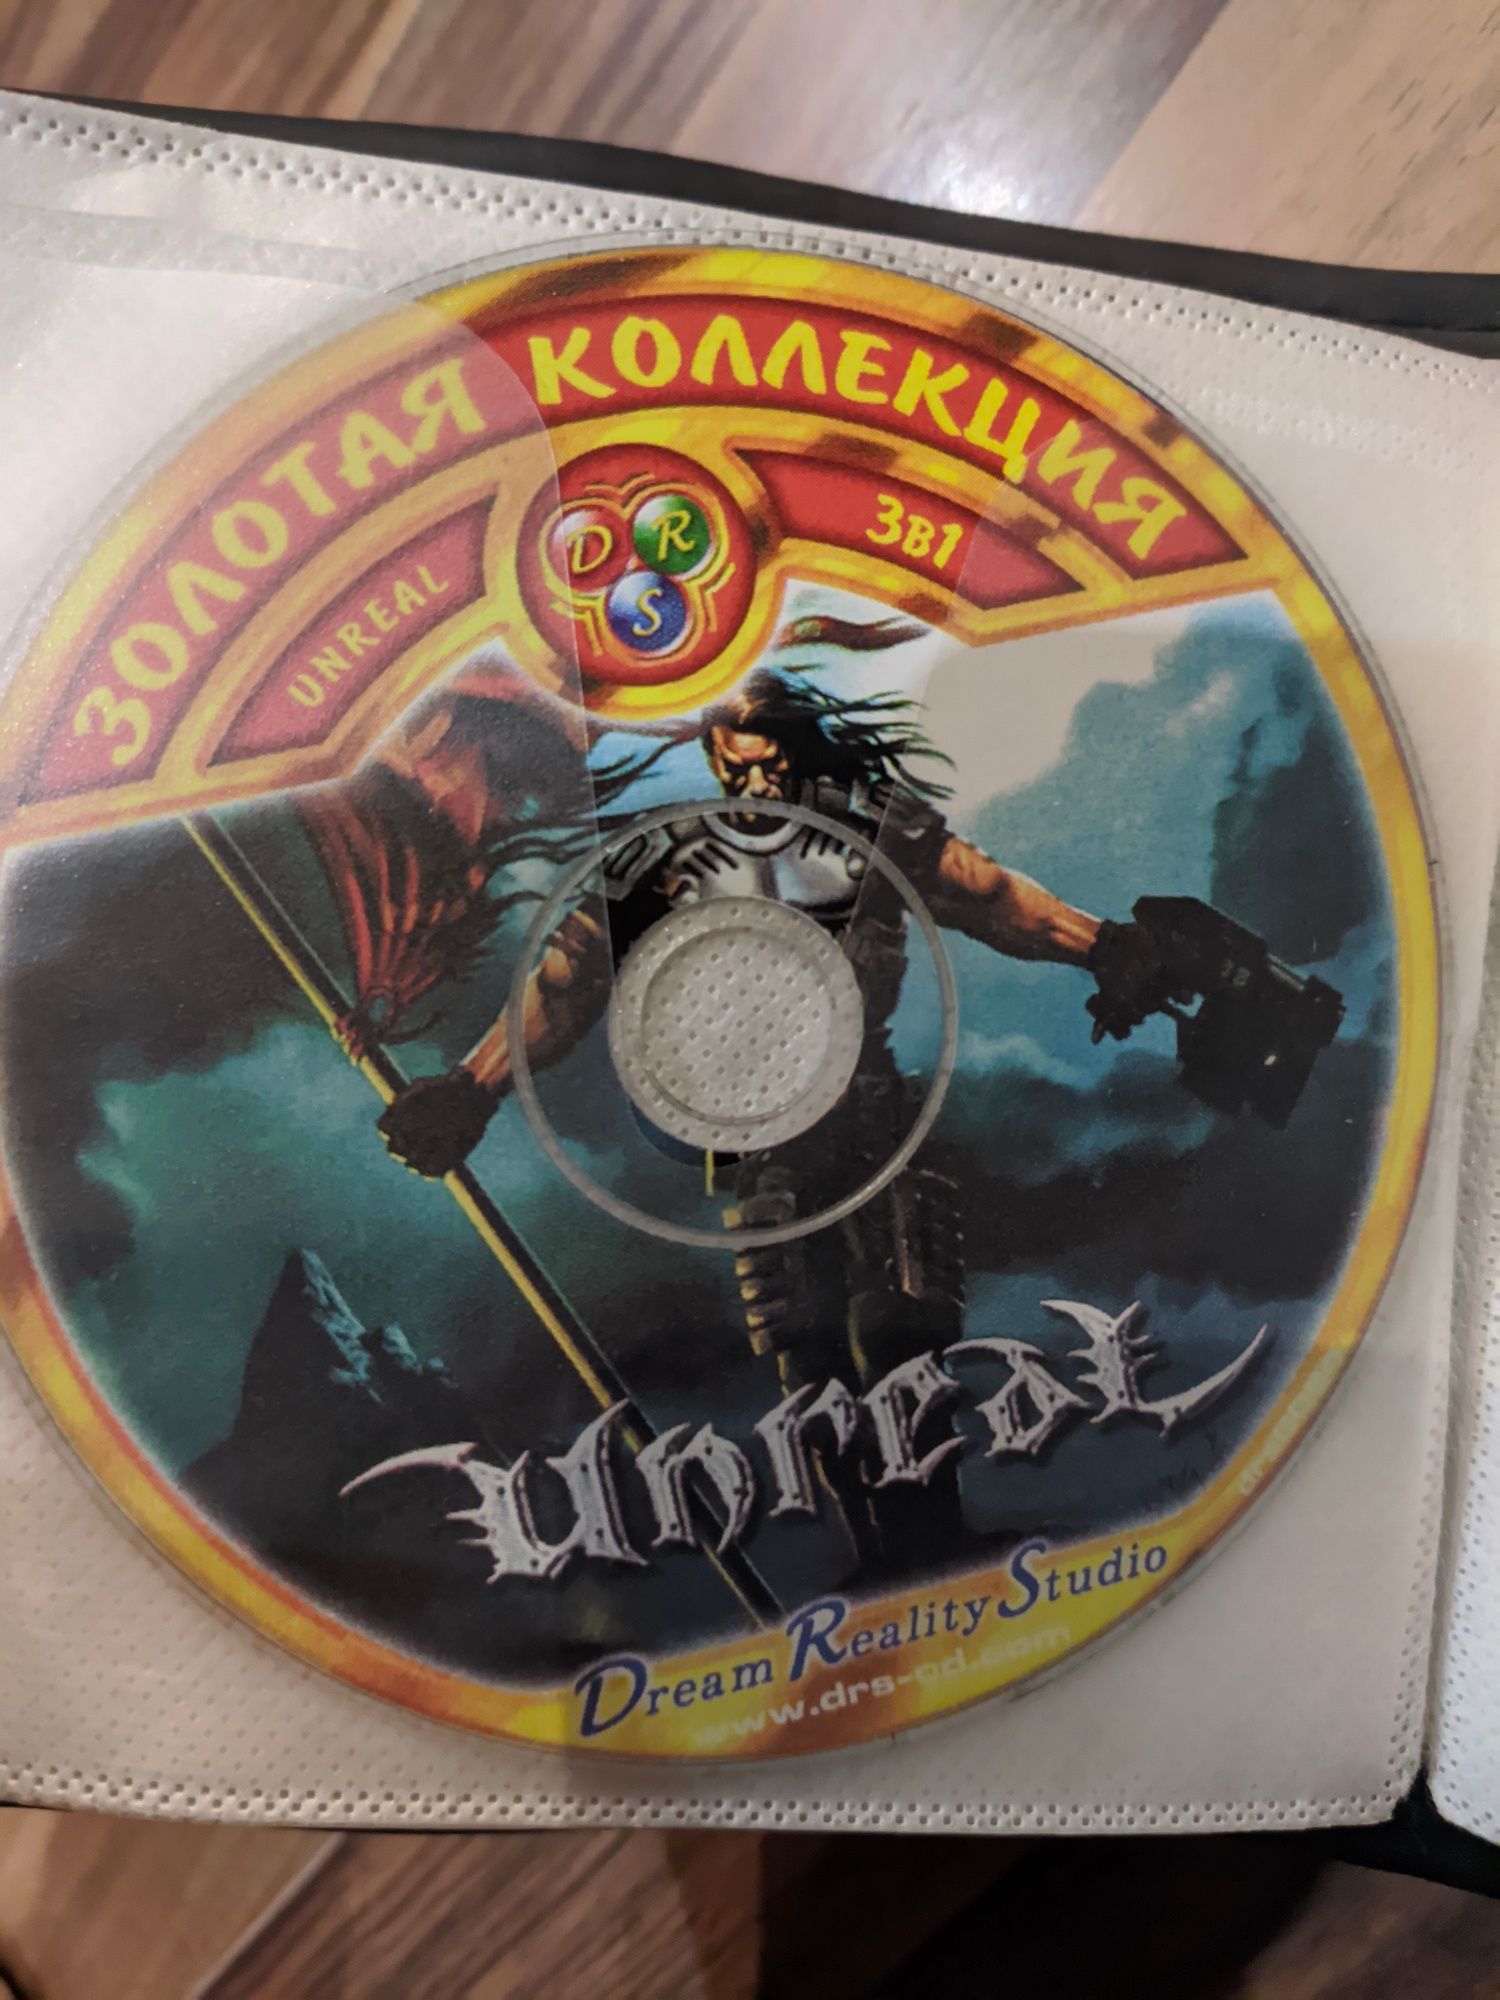 ЗОЛОТАЯ КОЛЛЕКЦИЯ
UNREAL
DRS
3в1
Unreal
Dream Reality Studio
www.drs-cd.com